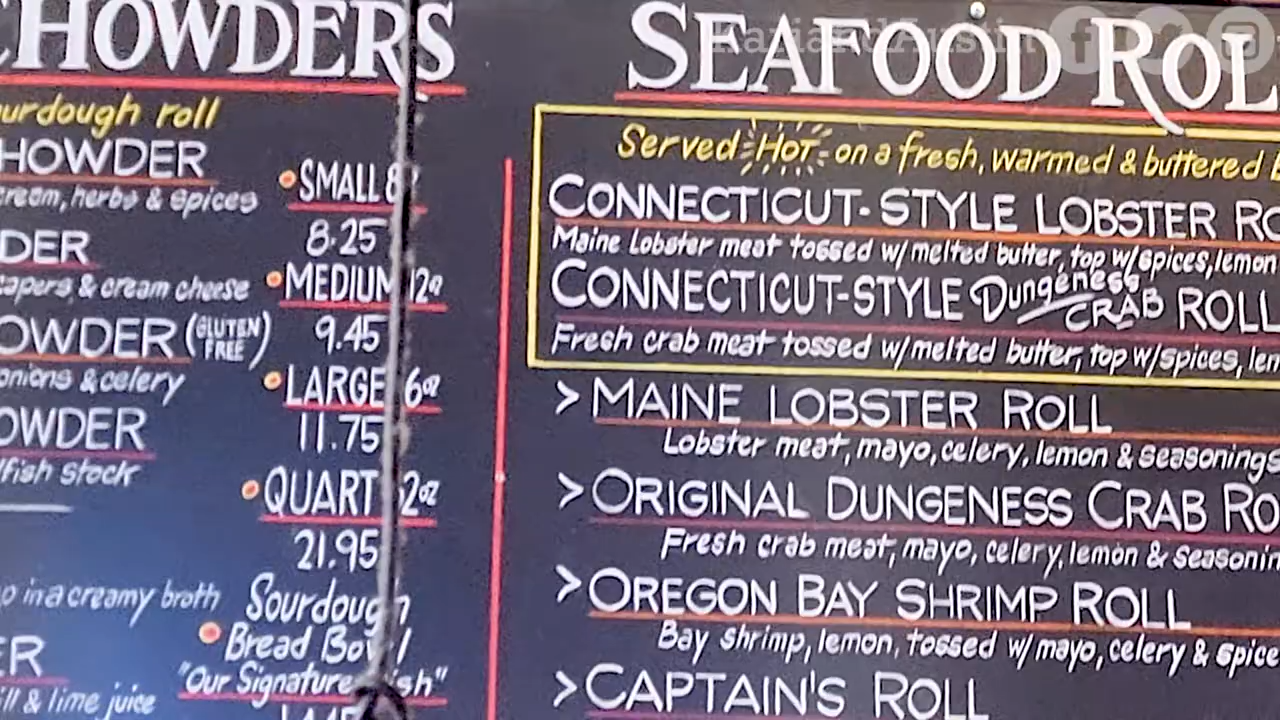 CHOWDERS
sourdough roll
CHOWDER
cream, herbs & spices
DER
capers, & cream cheese
OWDER (GLUTEN FREE)
onions & celery
OWDER
fish stock
in a creamy broth
ER
& lime juice
•SMALL 8
8.25
•MEDIUM 12oz
9.45
•LARGE 6oz
11.75
•QUART 2oz
21.95
Sourdough
•Bread Bowl
"Our Signature ish"
SEAFOOD ROL
KariandAustin
Served HOT on a fresh, warmed & buttered
CONNECTICUT-STYLE LOBSTER RO
Maine Lobster meat tossed w/melted butter, top w/spices, lemon
CONNECTICUT-STYLE Dungeness CRAB ROLL
Fresh crab meat tossed w/melted butter, top w/spices, lem
>MAINE LOBSTER ROLL
Lobster meat, mayo, celery, lemon & seasonings
>ORIGINAL DUNGENESS CRAB RO
Fresh crab meat, mayo, celery, lemon & seasonin
>OREGON BAY SHRIMP ROLL
Bay shrimp, lemon, tossed w/mayo, celery & spice
>CAPTAIN'S ROLL